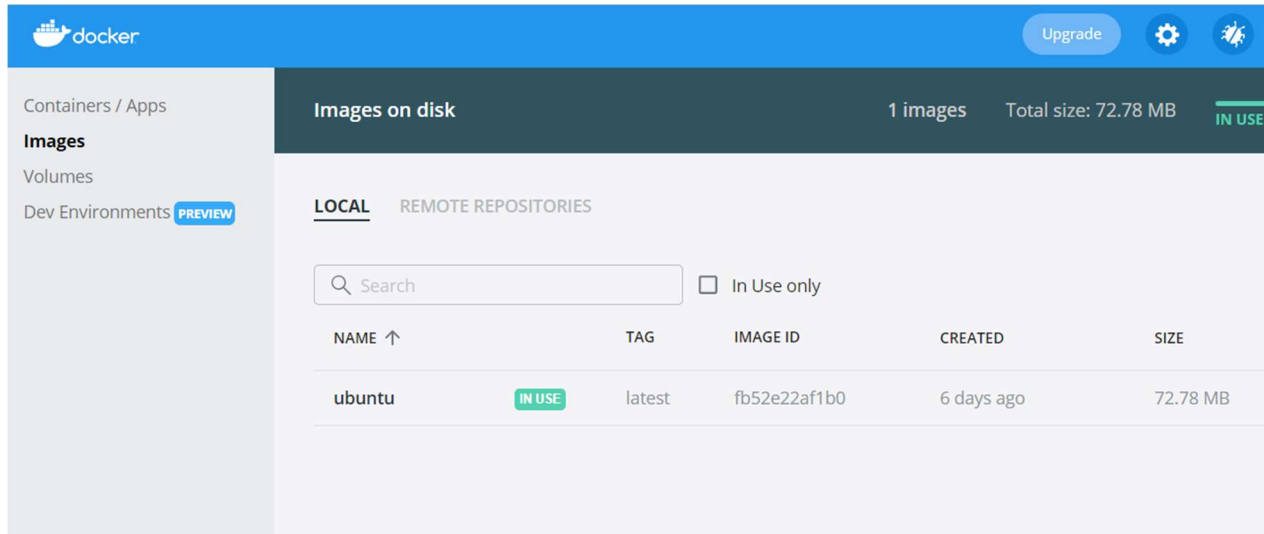 docker
Upgrade
Containers / Apps
Images
Volumes
Dev Environments PREVIEW
Images on disk
1 images
Total size: 72.78 MB
IN USE
LOCAL
REMOTE REPOSITORIES
Search
In Use only
NAME TAG IMAGE ID CREATED SIZE
ubuntu IN USE latest fb52e22af1b0 6 days ago 72.78 MB